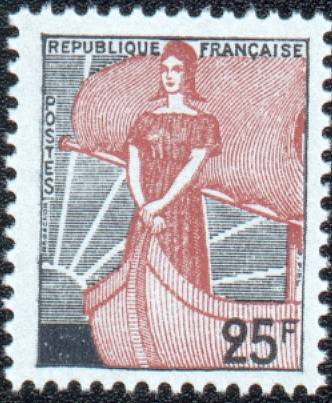 REPUBLIQUE FRANÇAISE
POSTES
25F